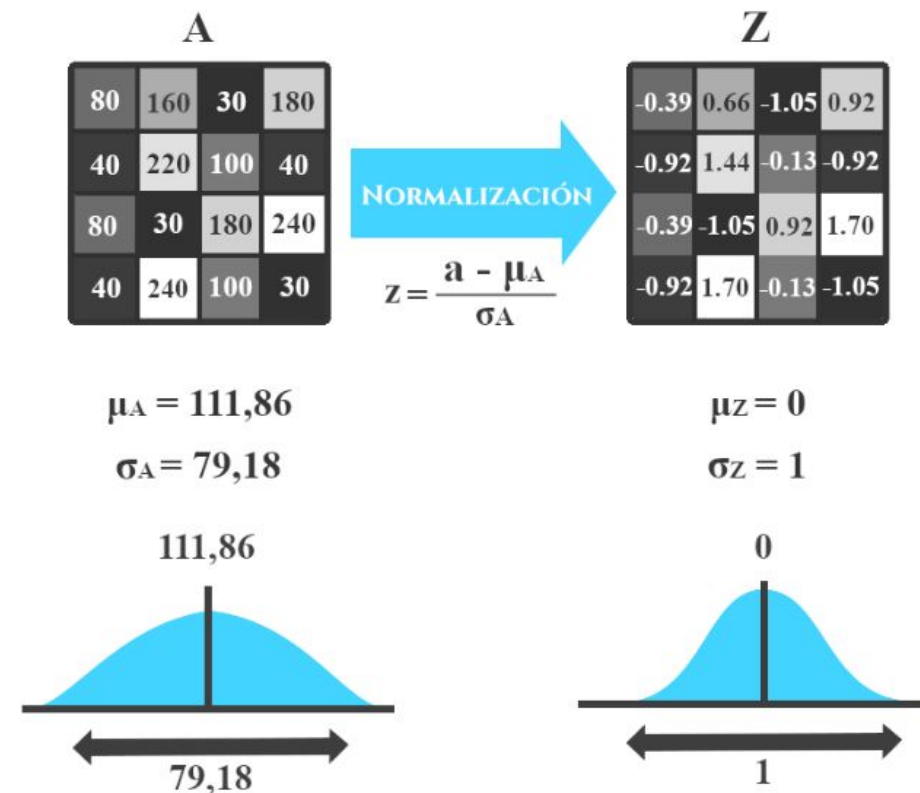 A
80 160 30 180
40 220 100 40
80 30 180 240
40 240 100 30
NORMALIZACIÓN
z = a - μA
σA
Z
-0.39 0.66 -1.05 0.92
-0.92 1.44 -0.13 -0.92
-0.39 -1.05 0.92 1.70
-0.92 1.70 -0.13 -1.05
μA = 111,86
σA = 79,18
μZ = 0
σZ = 1
111,86
79,18
0
1